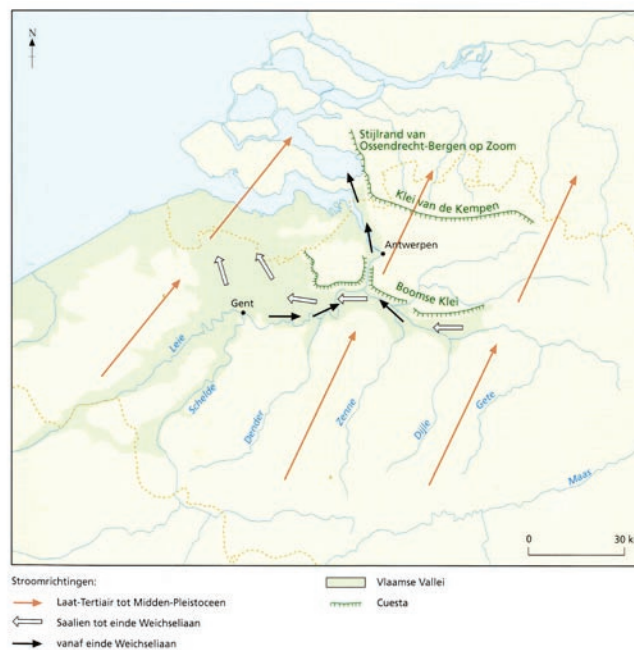 N
Stijlrand van
Ossendrecht-Bergen op Zoom
Klei van de Kempen
Antwerpen
Boomse Klei
Gent
Leie
Schelde
Dender
Zenne
Dijle
Gete
Maas
0 30 k
Stroomrichtingen:
Laat-Tertiair tot Midden-Pleistoceen
Saalien tot einde Weichseliaan
vanaf einde Weichseliaan
Vlaamse Vallei
Cuesta